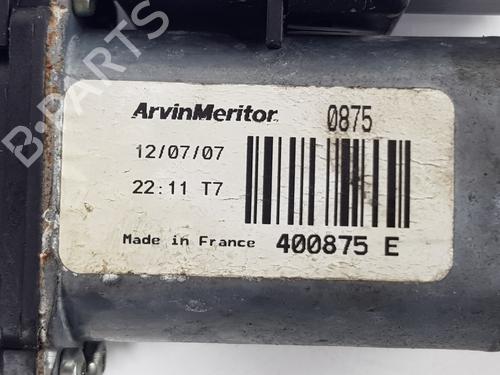 B-PARTS
ArvinMeritor 0875
12/07/07
22:11 T7
Made in France 400875 E